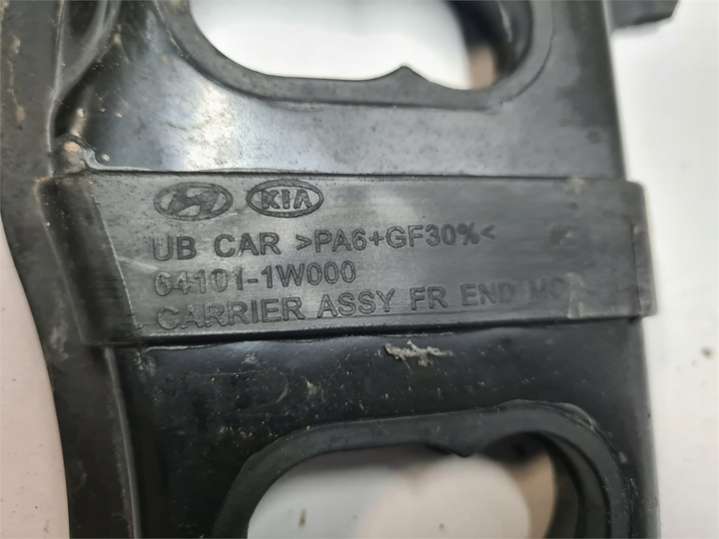 KIA
UB CAR >PA6+GF30%<
64101-1W000
CARRIER ASSY FR END